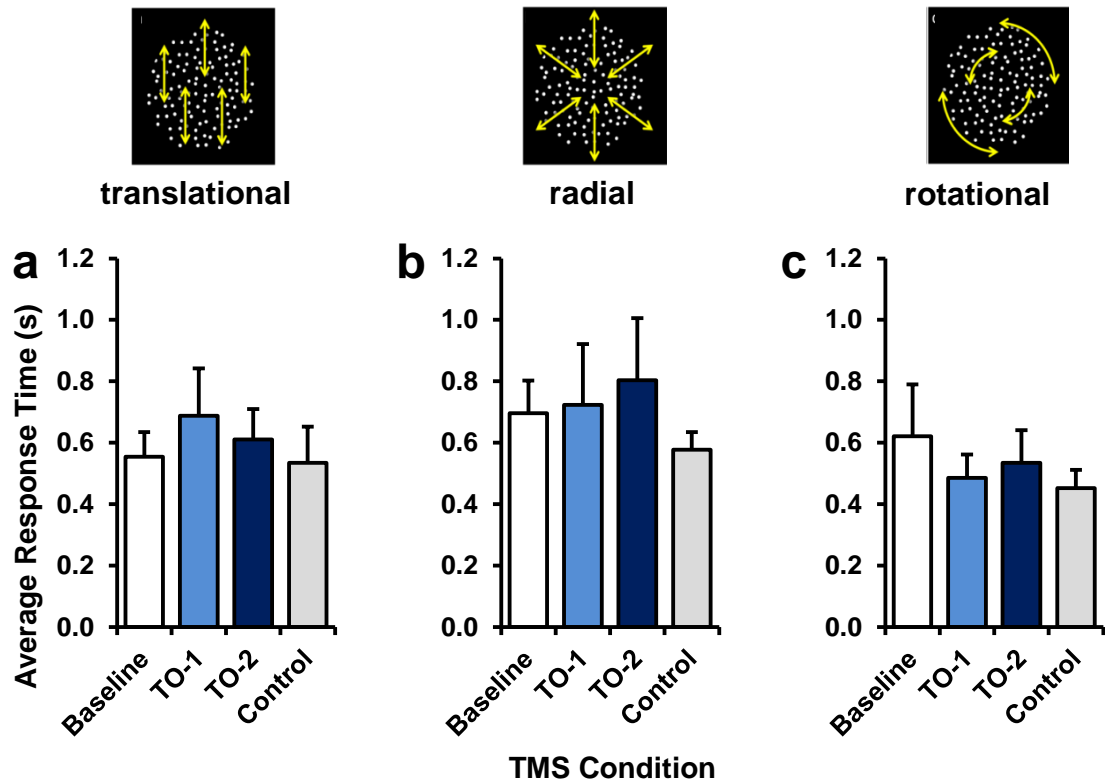 translational
radial
rotational
a
b
c
Average Response Time (s)
1.2
1.0
0.8
0.6
0.4
0.2
0.0
Baseline
TO-1
TO-2
Control
1.2
1.0
0.8
0.6
0.4
0.2
0.0
Baseline
TO-1
TO-2
Control
1.2
1.0
0.8
0.6
0.4
0.2
0.0
Baseline
TO-1
TO-2
Control
TMS Condition